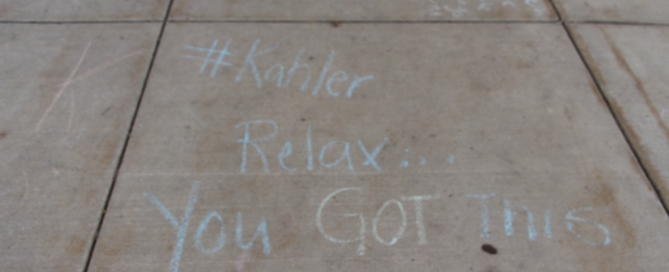 #Kahler
Relax...
You GOT This